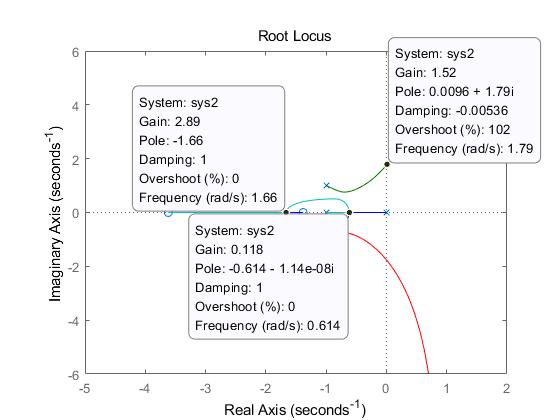 Root Locus
System: sys2
Gain: 1.52
Pole: 0.0096 + 1.79i
Damping: -0.00536
Overshoot (%): 102
Frequency (rad/s): 1.79
System: sys2
Gain: 2.89
Pole: -1.66
Damping: 1
Overshoot (%): 0
Frequency (rad/s): 1.66
System: sys2
Gain: 0.118
Pole: -0.614 - 1.14e-08i
Damping: 1
Overshoot (%): 0
Frequency (rad/s): 0.614
Imaginary Axis (seconds-1)
6
4
2
0
-2
-4
-6
-5 -4 -3 -2 -1 0 1 2
Real Axis (seconds-1)